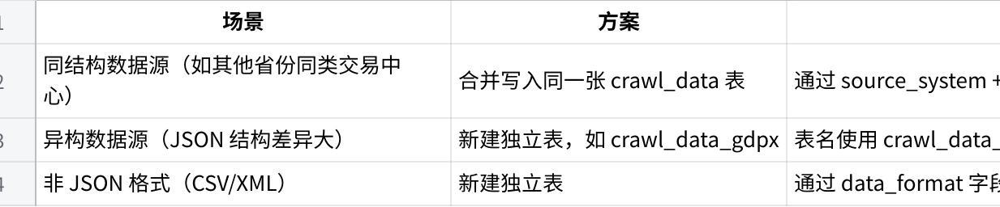 1 场景 方案
2 同结构数据源（如其他省份同类交易中
心） 合并写入同一张 crawl_data 表 通过 source_system +
3 异构数据源（JSON 结构差异大） 新建独立表，如 crawl_data_gdpx 表名使用 crawl_data_
4 非 JSON 格式（CSV/XML） 新建独立表 通过 data_format 字段